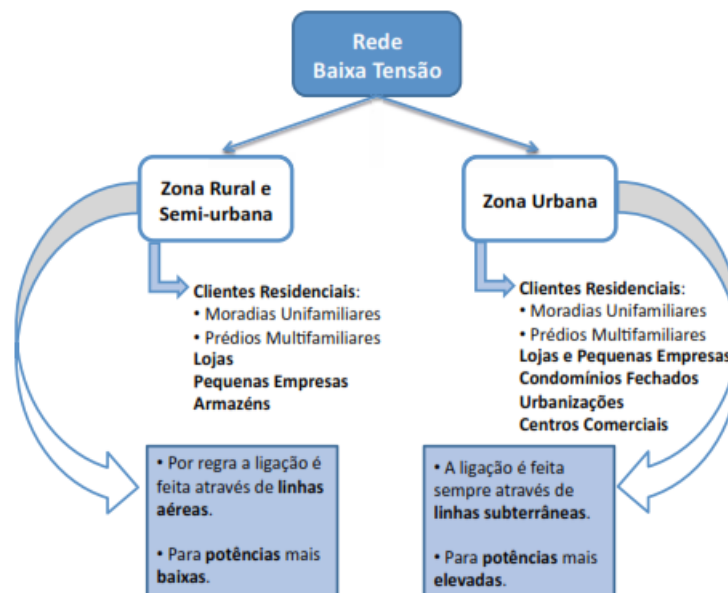 Rede
Baixa Tensão
Zona Rural e
Semi-urbana
Clientes Residenciais:
• Moradias Unifamiliares
• Prédios Multifamiliares
Lojas
Pequenas Empresas
Armazéns
• Por regra a ligação é
feita através de linhas
aéreas.
• Para potências mais
baixas.
Zona Urbana
Clientes Residenciais:
• Moradias Unifamiliares
• Prédios Multifamiliares
Lojas e Pequenas Empresas
Condomínios Fechados
Urbanizações
Centros Comerciais
• A ligação é feita
sempre através de
linhas subterrâneas.
• Para potências mais
elevadas.